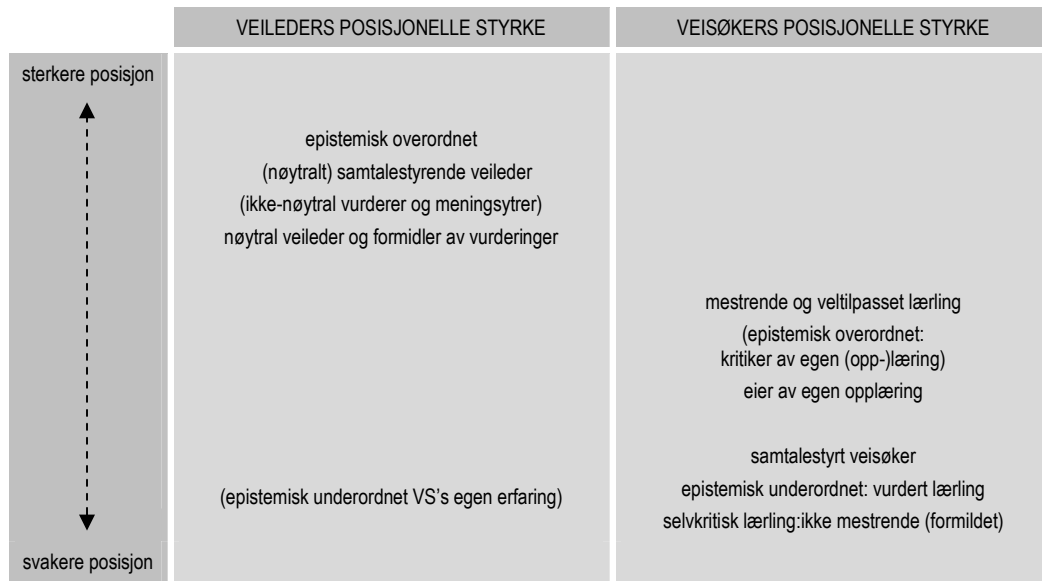 VEILEDERS POSISJONELLE STYRKE
VEISØKERS POSISJONELLE STYRKE
sterkere posisjon
epistemisk overordnet
(nøytralt) samtalestyrende veileder
(ikke-nøytral vurderer og meningsytrer)
nøytral veileder og formidler av vurderinger
mestrende og veltilpasset lærling
(epistemisk overordnet:
kritiker av egen (opp-)læring)
eier av egen opplæring
samtalestyrt veisøker
(epistemisk underordnet VS's egen erfaring)
epistemisk underordnet: vurdert lærling
selvkritisk lærling:ikke mestrende (formildet)
svakere posisjon